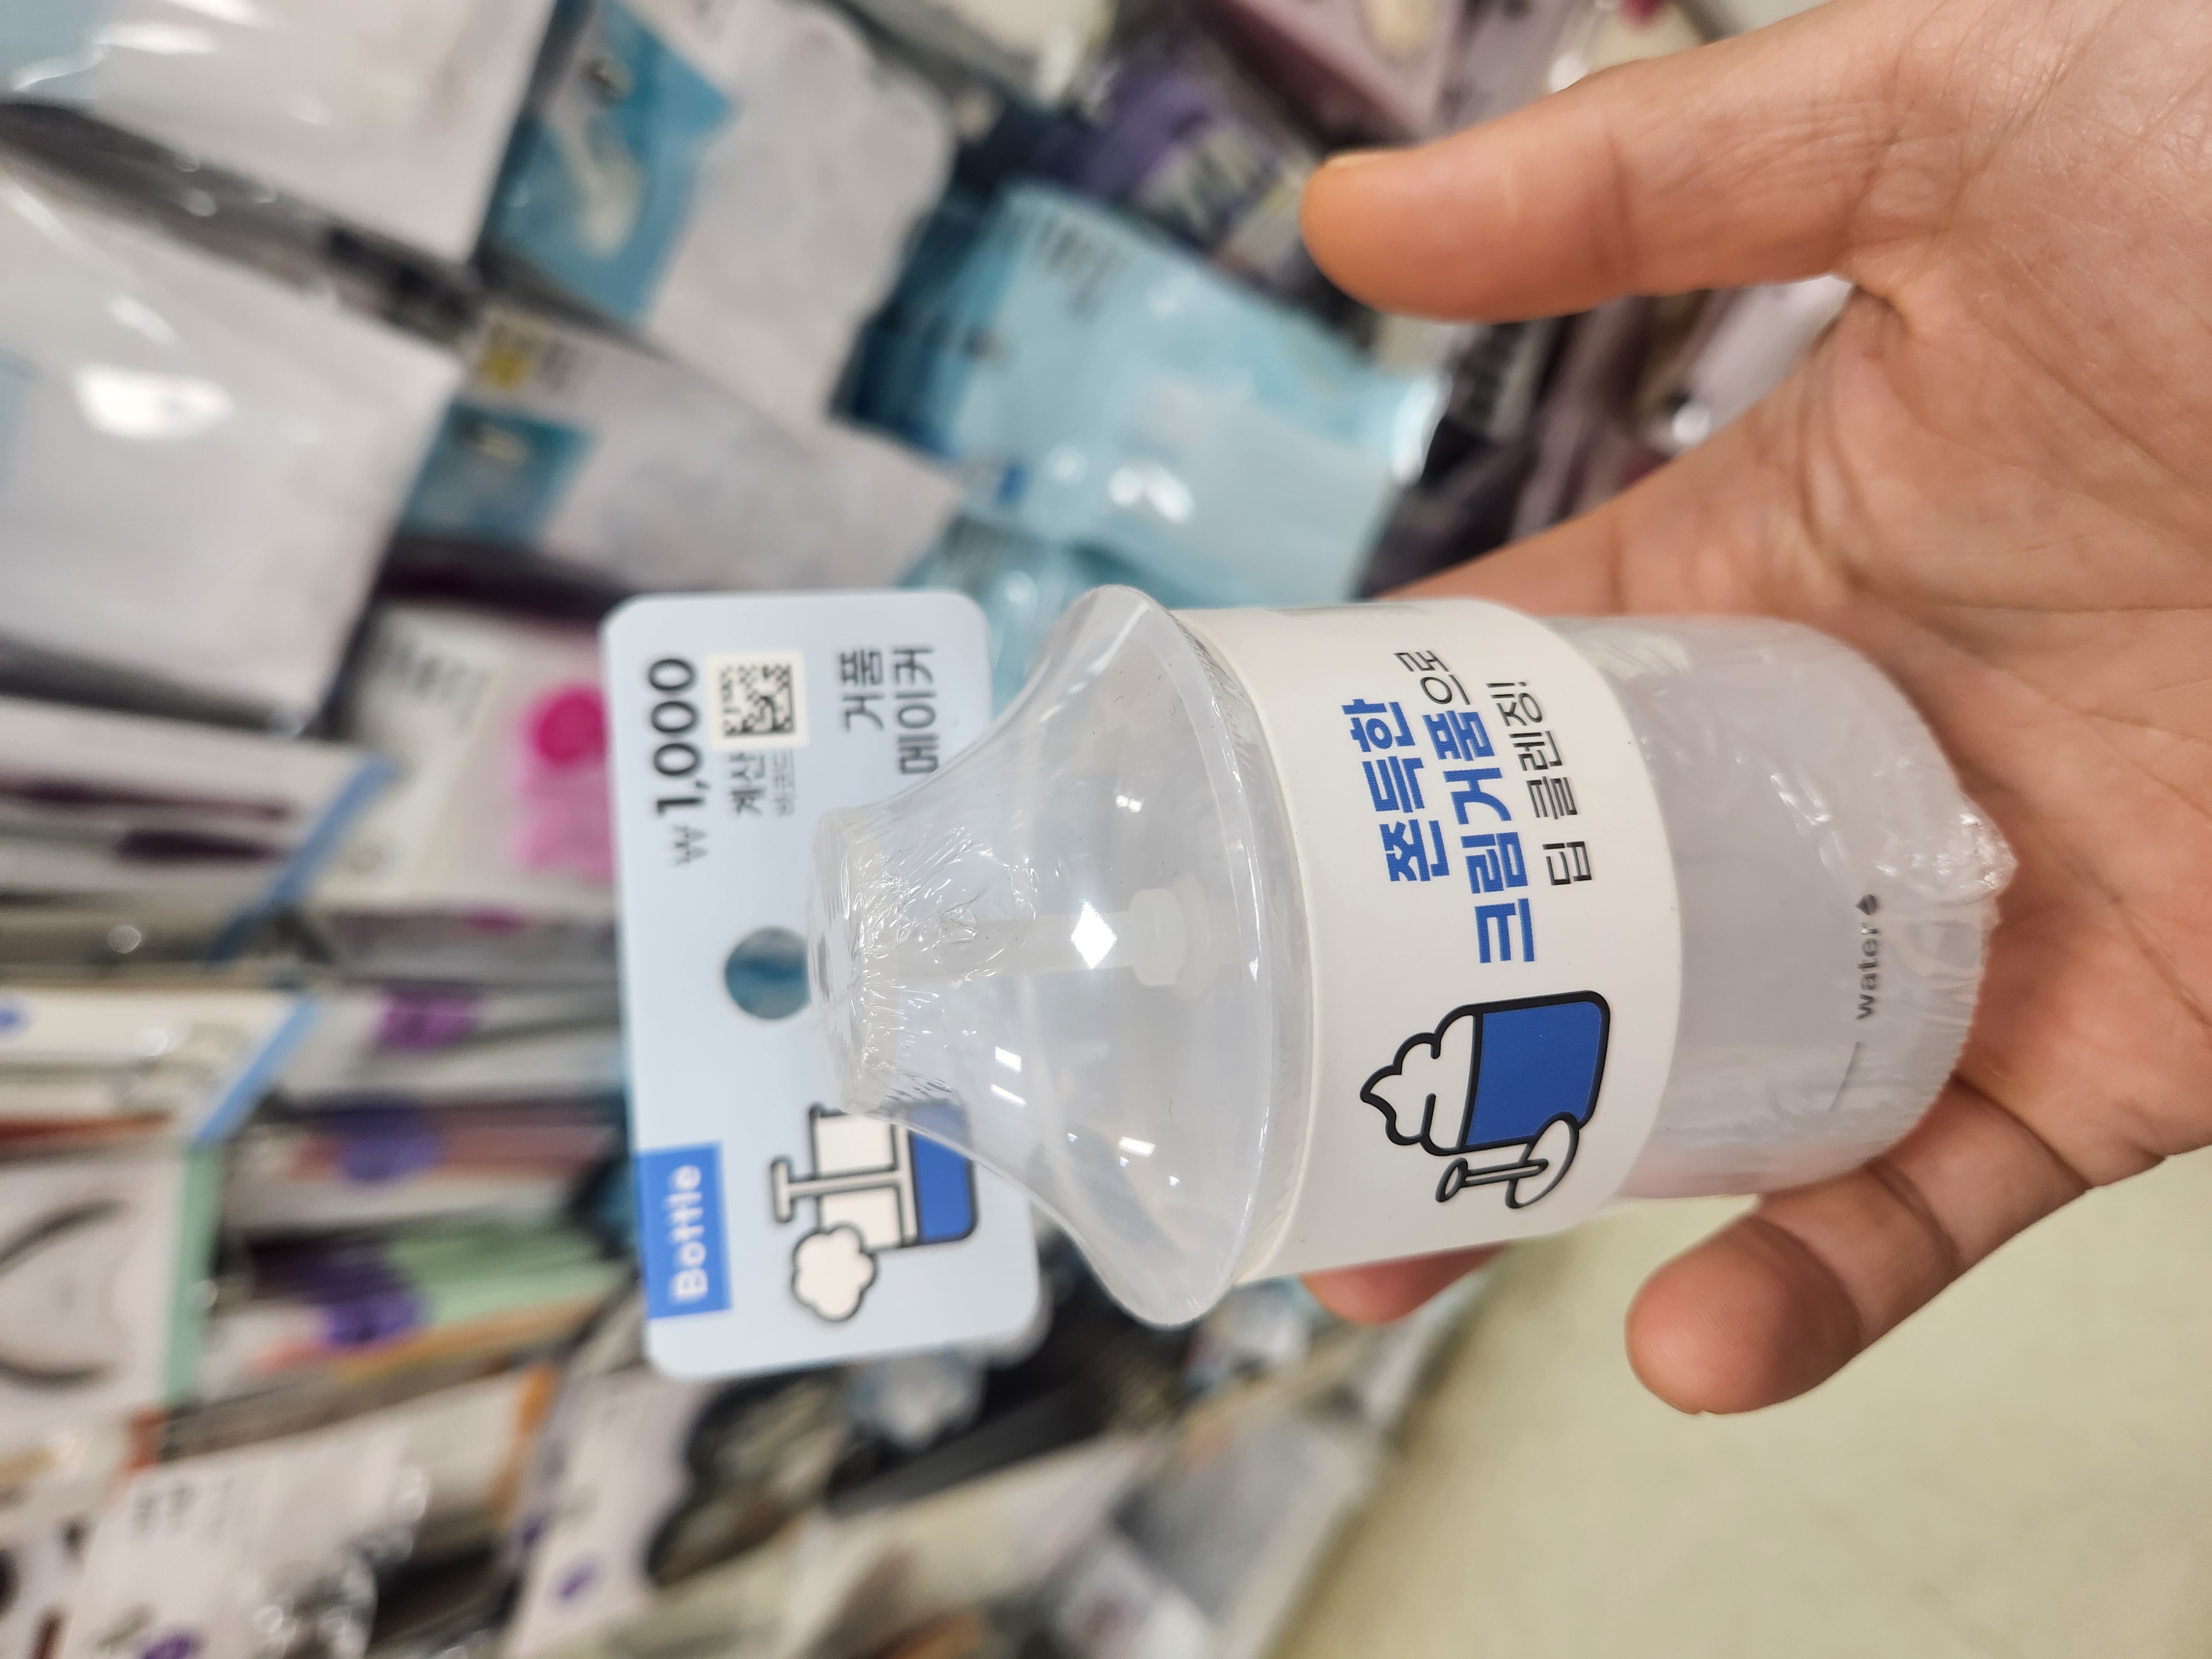 Bottle
₩1,000
계산
바코드
거품
메이커
쫀득한
크림거품으로
딥 클렌징!
water